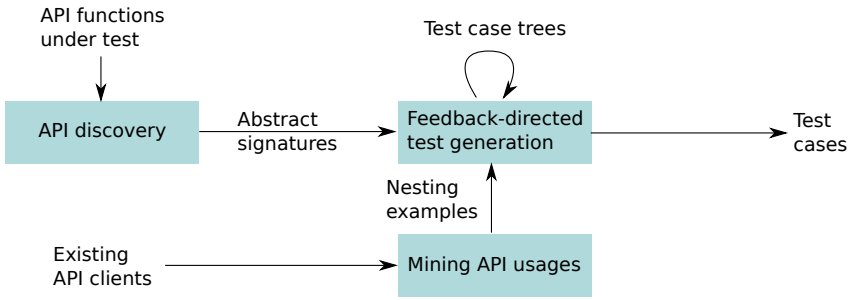 API functions
under test
Test case trees
API discovery
Abstract
signatures
Feedback-directed
test generation
Test
cases
Nesting
examples
Existing
API clients
Mining API usages